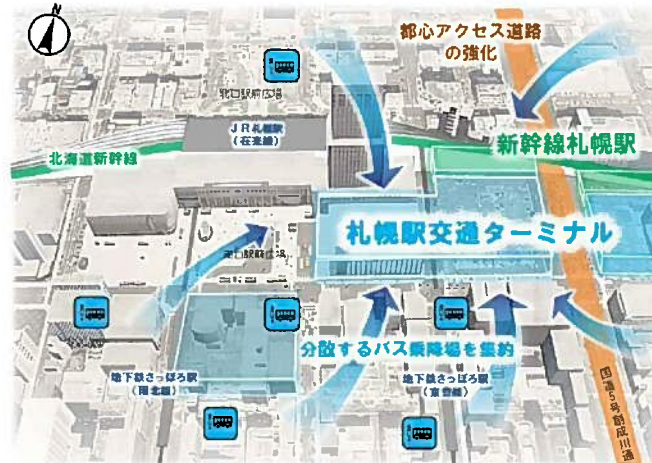 都心アクセス道路
の強化
北口駅前広場
JR札幌駅
(在来線)
北海道新幹線
新幹線札幌駅
札幌駅交通ターミナル
南口駅前広場
分散するバス乗降場を集約
地下鉄さっぽろ駅
(南北線)
地下鉄さっぽろ駅
(東豊線)
国道5号創成川通